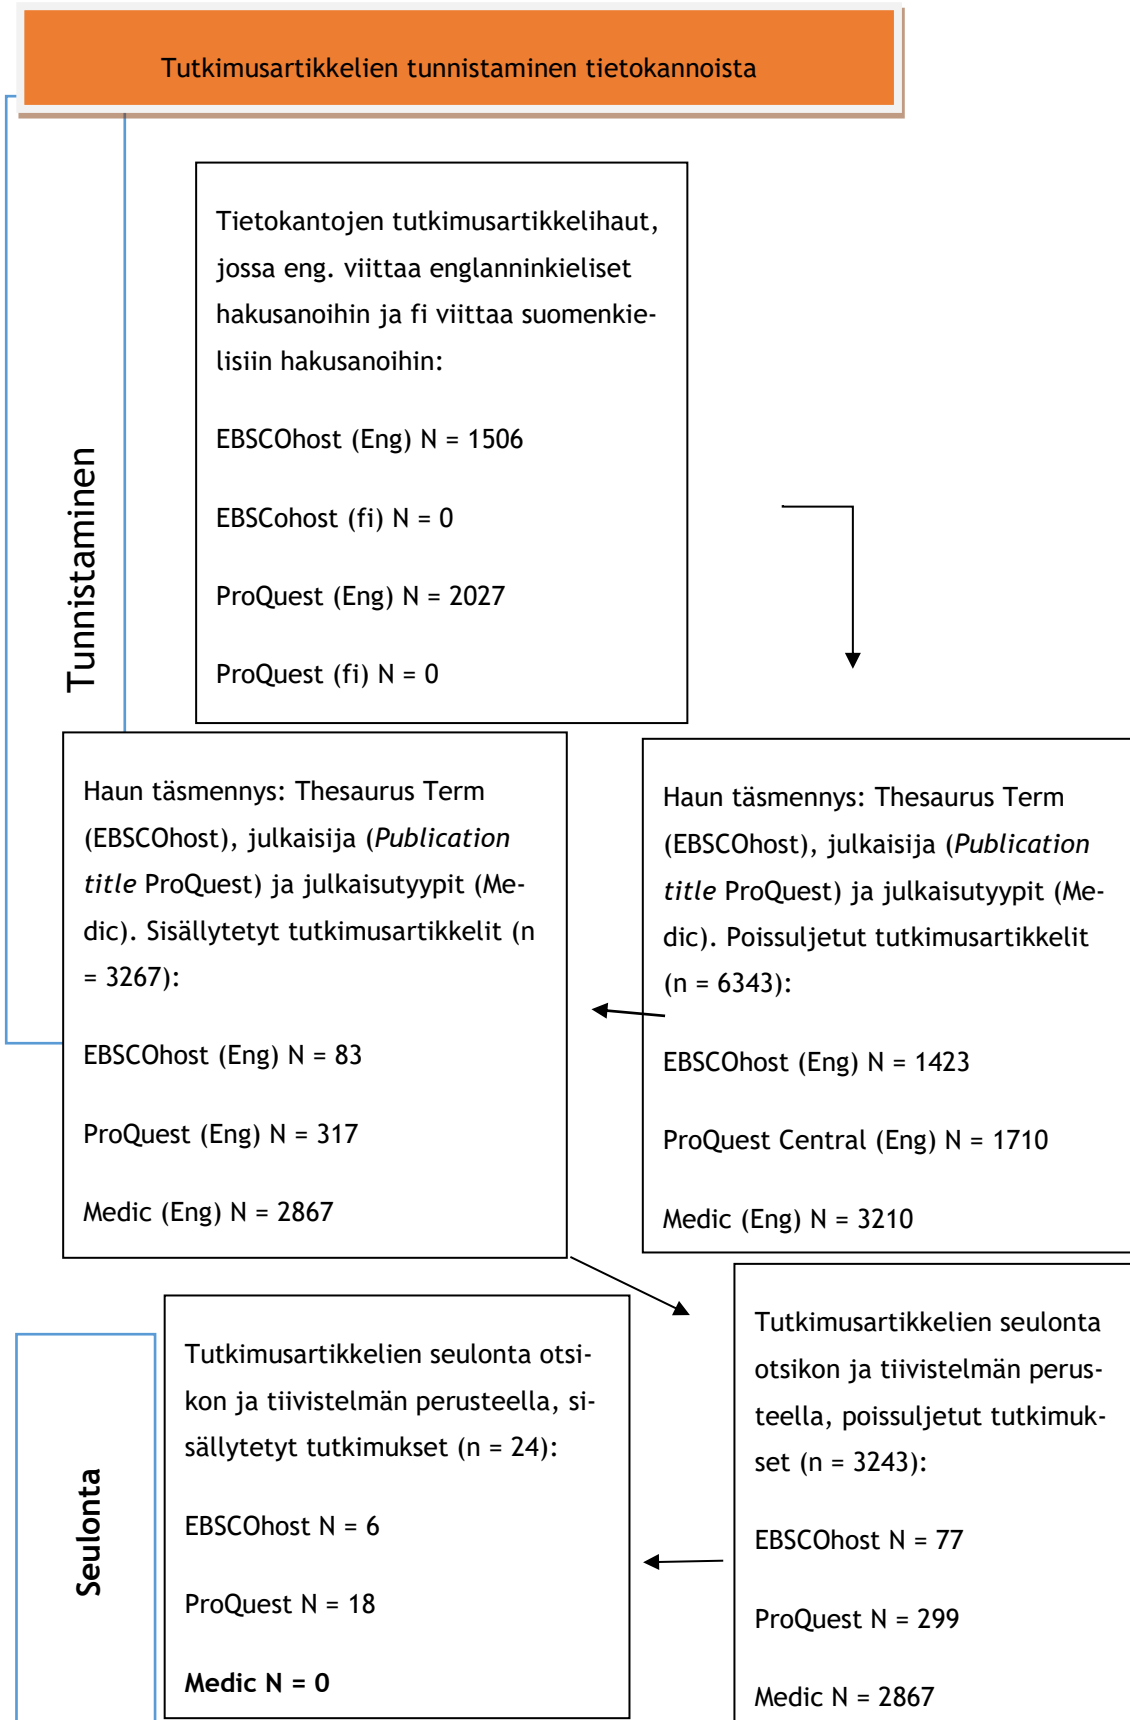 Tutkimusartikkelien tunnistaminen tietokannoista
Tunnistaminen
Tietokantojen tutkimusartikkelihaut,
jossa eng. viittaa englanninkieliset
hakusanoihin ja fi viittaa suomenkie-
lisiin hakusanoihin:
EBSCOhost (Eng) N = 1506
EBSCohost (fi) N = 0
ProQuest (Eng) N = 2027
ProQuest (fi) N = 0
Haun täsmennys: Thesaurus Term
(EBSCOhost), julkaisija (Publication
title ProQuest) ja julkaisutyypit (Me-
dic). Sisällytetyt tutkimusartikkelit (n
= 3267):
EBSCOhost (Eng) N = 83
ProQuest (Eng) N = 317
Medic (Eng) N = 2867
Haun täsmennys: Thesaurus Term
(EBSCOhost), julkaisija (Publication
title ProQuest) ja julkaisutyypit (Me-
dic). Poissuljetut tutkimusartikkelit
(n = 6343):
EBSCOhost (Eng) N = 1423
ProQuest Central (Eng) N = 1710
Medic (Eng) N = 3210
Seulonta
Tutkimusartikkelien seulonta otsi-
kon ja tiivistelmän perusteella, si-
sällytetyt tutkimukset (n = 24):
EBSCOhost N = 6
ProQuest N = 18
Medic N = 0
Tutkimusartikkelien seulonta
otsikon ja tiivistelmän perus-
teella, poissuljetut tutkimuk-
set (n = 3243):
EBSCOhost N = 77
ProQuest N = 299
Medic N = 2867